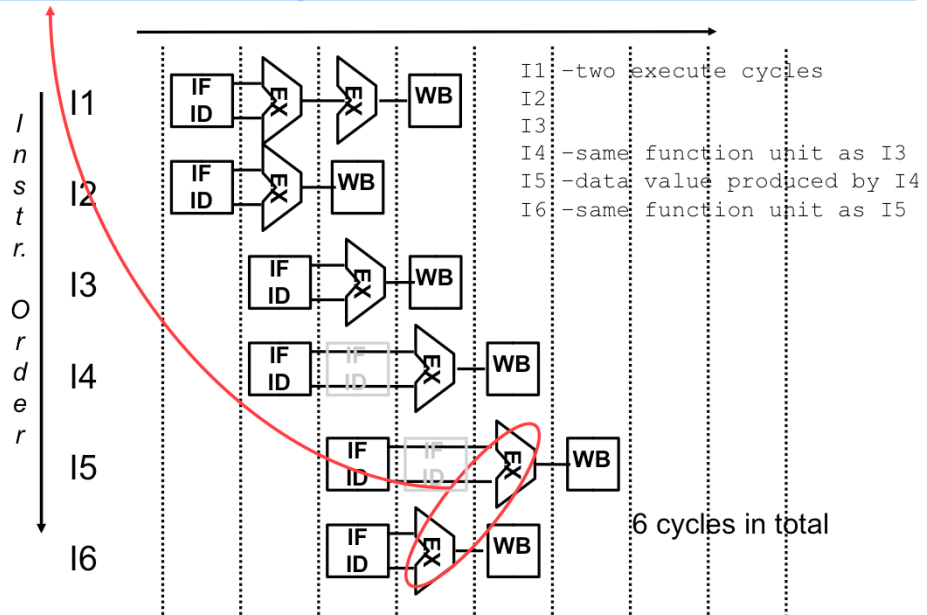 Instr. Order
I1
IF
ID
EX
EX
WB
I2
IF
ID
EX
WB
I3
IF
ID
EX
WB
I4
IF
ID
IF
ID
EX
WB
I5
IF
ID
IF
ID
EX
WB
I6
IF
ID
EX
WB
I1 –two execute cycles
I2
I3
I4 –same function unit as I3
I5 –data value produced by I4
I6 –same function unit as I5
6 cycles in total